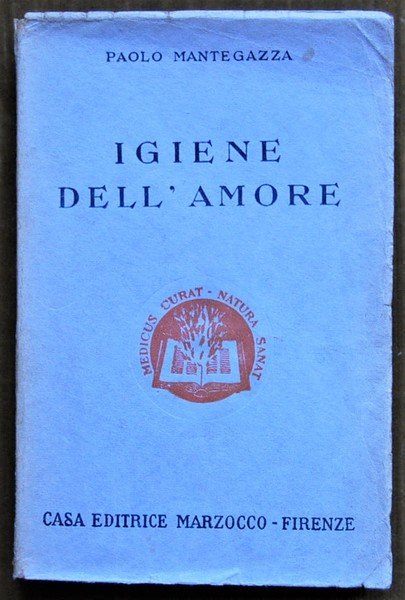 PAOLO MANTEGAZZA
IGIENE
DELL'AMORE
MEDICUS CURAT - NATURA SANAT
CASA EDITRICE MARZOCCO - FIRENZE